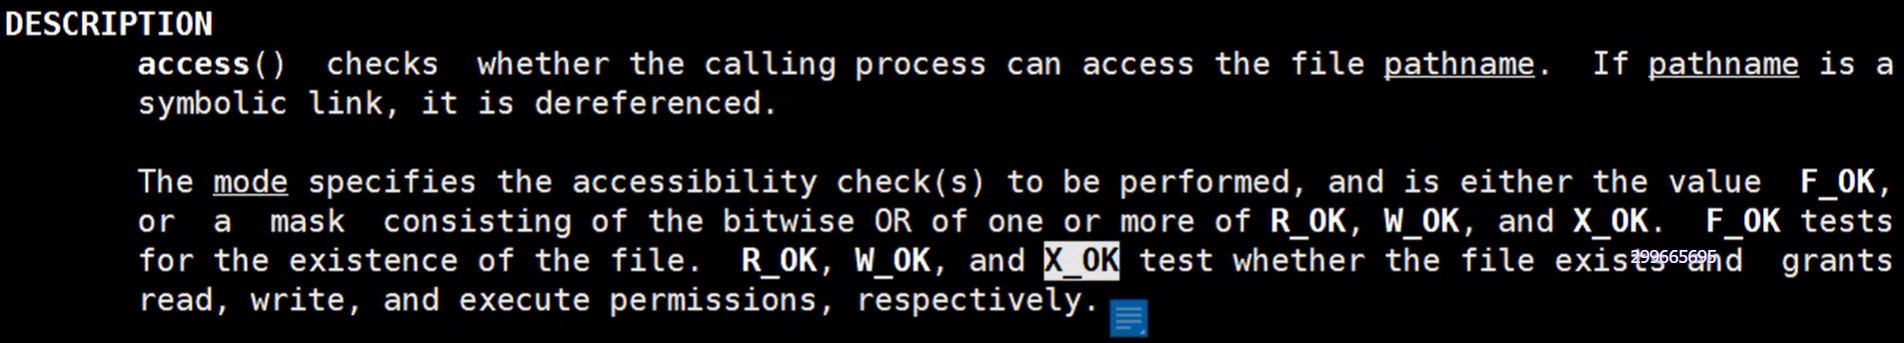 DESCRIPTION
access() checks whether the calling process can access the file pathname. If pathname is a
symbolic link, it is dereferenced.
The mode specifies the accessibility check(s) to be performed, and is either the value F_OK,
or a mask consisting of the bitwise OR of one or more of R_OK, W_OK, and X_OK. F_OK tests
for the existence of the file. R_OK, W_OK, and X_OK test whether the file exists and grants
299665695
read, write, and execute permissions, respectively.